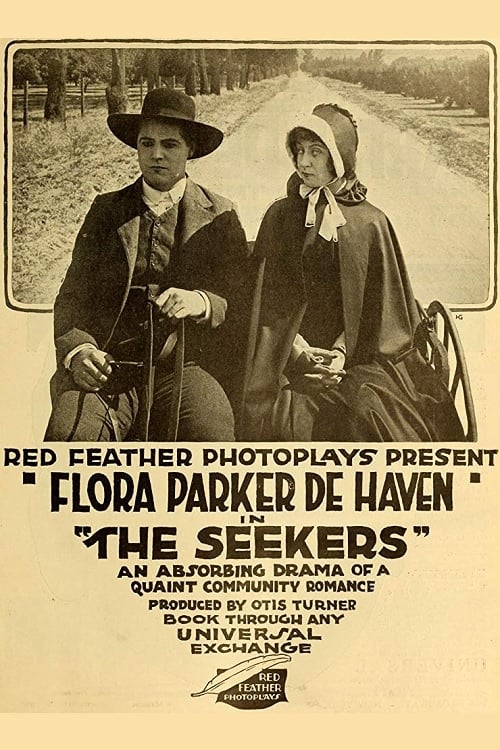 RED FEATHER PHOTOPLAYS PRESENT
"FLORA PARKER DE HAVEN"
IN
"THE SEEKERS"
AN ABSORBING DRAMA OF A
QUAINT COMMUNITY ROMANCE
PRODUCED BY OTIS TURNER
BOOK THROUGH ANY
UNIVERSAL
EXCHANGE
RED
FEATHER
PHOTOPLAYS